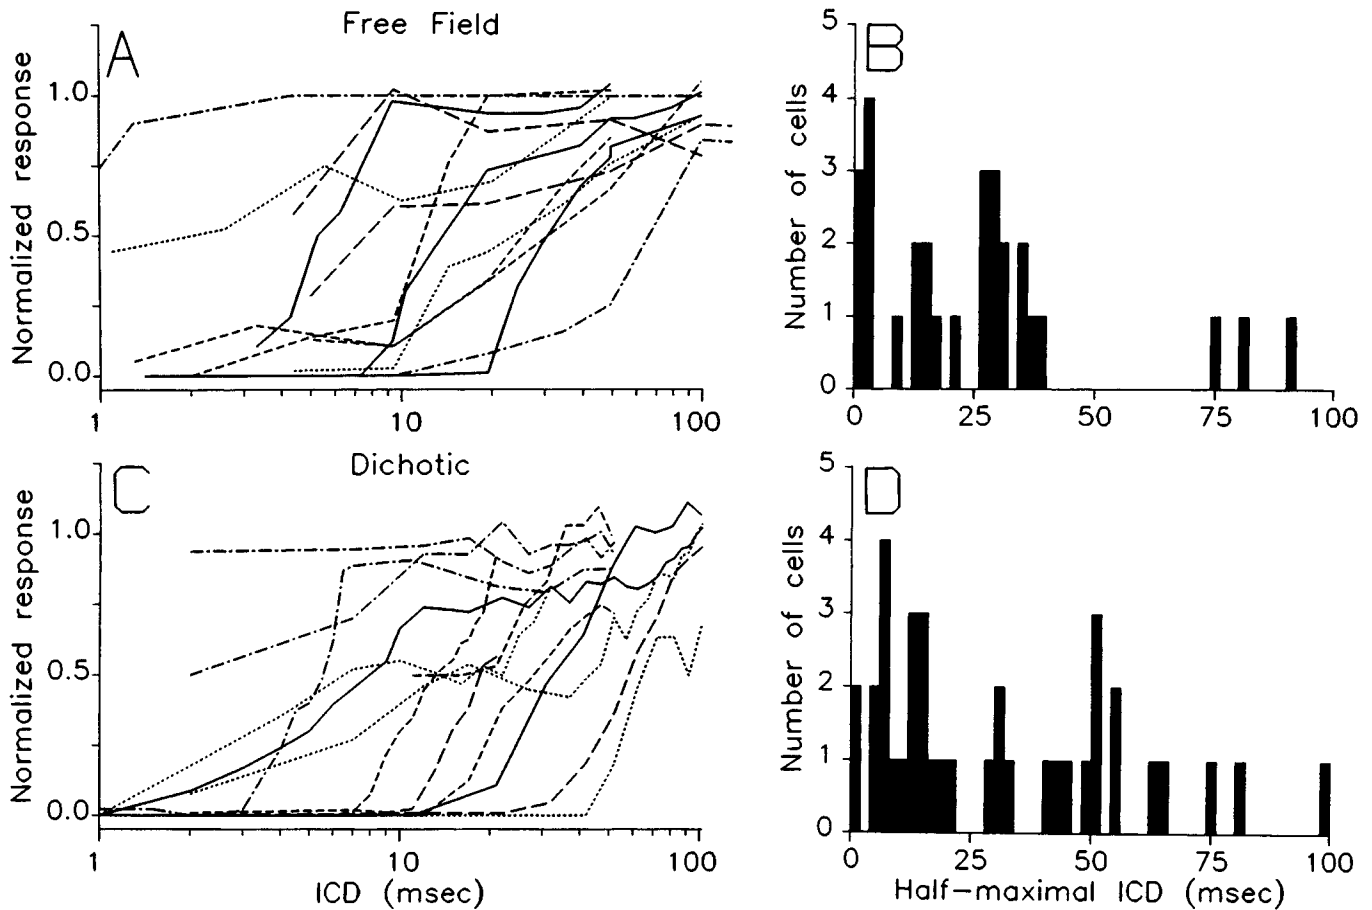 Free Field
A
Normalized response
1.0
0.5
0.0
1 10 100
B
Number of cells
5
4
3
2
1
0
0 25 50 75 100
Dichotic
C
Normalized response
1.0
0.5
0.0
1 10 100
ICD (msec)
D
Number of cells
5
4
3
2
1
0
0 25 50 75 100
Half-maximal ICD (msec)